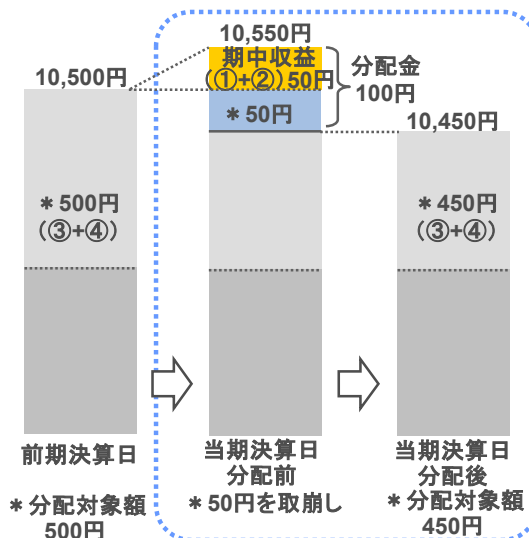 10,550円
期中収益
(①+②) 50円
分配金
100円
10,500円
＊50円
10,450円
＊500円
(③+④)
＊450円
(③+④)
前期決算日
当期決算日
分配前
当期決算日
分配後
＊分配対象額
500円
＊50円を取崩し
＊分配対象額
450円